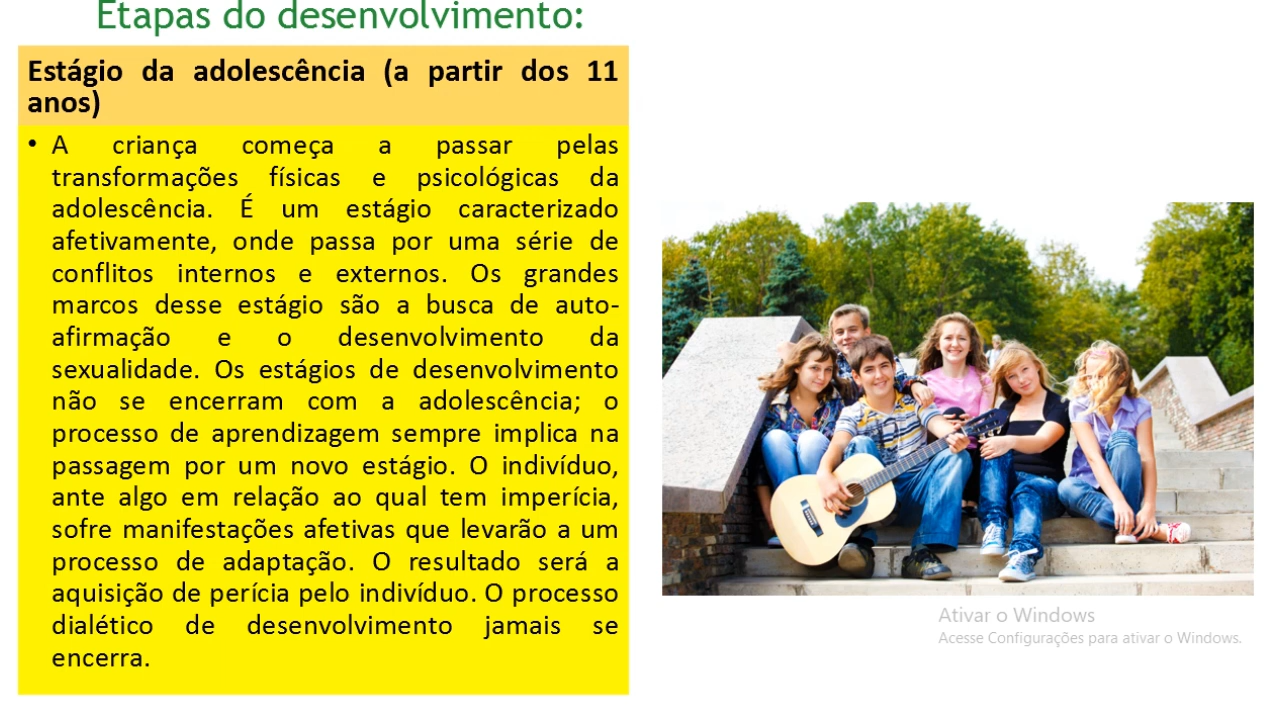 Etapas do desenvolvimento:
Estágio da adolescência (a partir dos 11
anos)
• A criança começa a passar pelas
transformações físicas e psicológicas da
adolescência. É um estágio caracterizado
afetivamente, onde passa por uma série de
conflitos internos e externos. Os grandes
marcos desse estágio são a busca de auto-
afirmação e o desenvolvimento da
sexualidade. Os estágios de desenvolvimento
não se encerram com a adolescência; o
processo de aprendizagem sempre implica na
passagem por um novo estágio. O indivíduo,
ante algo em relação ao qual tem imperícia,
sofre manifestações afetivas que levarão a um
processo de adaptação. O resultado será a
aquisição de perícia pelo indivíduo. O processo
dialético de desenvolvimento jamais se
encerra.
Ativar o Windows
Acesse Configurações para ativar o Windows.